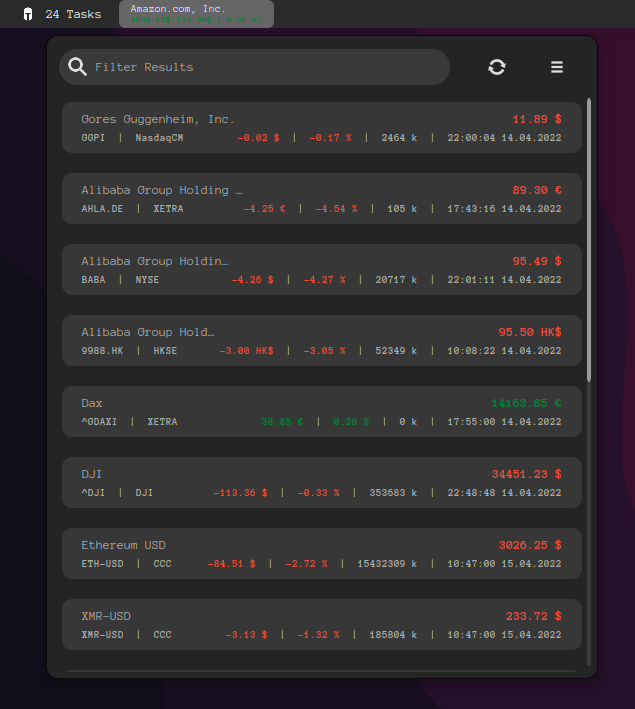 24 Tasks
Amazon.com, Inc.
Filter Results
Gores Guggenheim, Inc. 11.89 $
GGPI | NasdaqCM -0.02 $ | -0.17 % | 2464 k | 22:00:04 14.04.2022
Alibaba Group Holding … 89.30 €
AHLA.DE | XETRA -4.25 € | -4.54 % | 105 k | 17:43:16 14.04.2022
Alibaba Group Holdin… 95.49 $
BABA | NYSE -4.26 $ | -4.27 % | 20717 k | 22:01:11 14.04.2022
Alibaba Group Hold… 95.50 HK$
9988.HK | HKSE -3.00 HK$ | -3.05 % | 52349 k | 10:08:22 14.04.2022
Dax 14163.85 €
^GDAXI | XETRA 38.85 € | 0.28 % | 0 k | 17:55:00 14.04.2022
DJI 34451.23 $
^DJI | DJI -113.36 $ | -0.33 % | 353683 k | 22:48:48 14.04.2022
Ethereum USD 3026.25 $
ETH-USD | CCC -84.51 $ | -2.72 % | 15432309 k | 10:47:00 15.04.2022
XMR-USD 233.72 $
XMR-USD | CCC -3.13 $ | -1.32 % | 185804 k | 10:47:00 15.04.2022